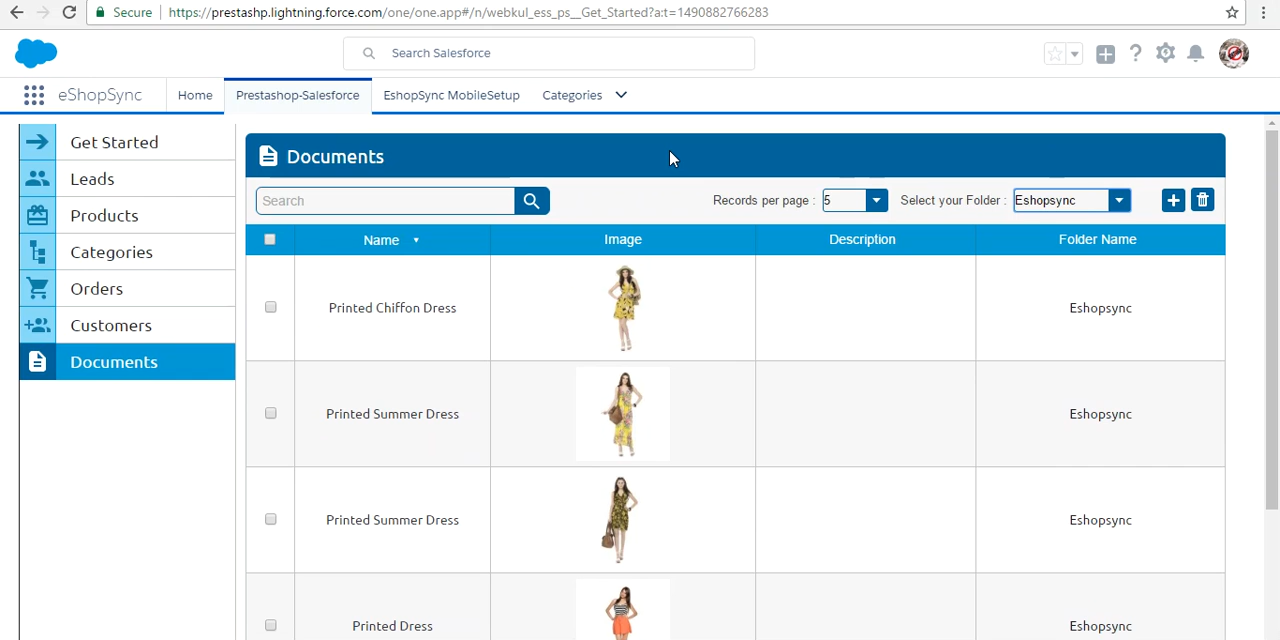 Secure https://prestashp.lightning.force.com/one/one.app#/n/webkul_ess_ps__Get_Started?a:t=1490882766283
Search Salesforce
eShopSync Home Prestashop-Salesforce EshopSync MobileSetup Categories
Get Started
Leads
Products
Categories
Orders
Customers
Documents
Documents
Search Records per page : 5 Select your Folder : Eshopsync
Name Image Description Folder Name
Printed Chiffon Dress Eshopsync
Printed Summer Dress Eshopsync
Printed Summer Dress Eshopsync
Printed Dress Eshopsync